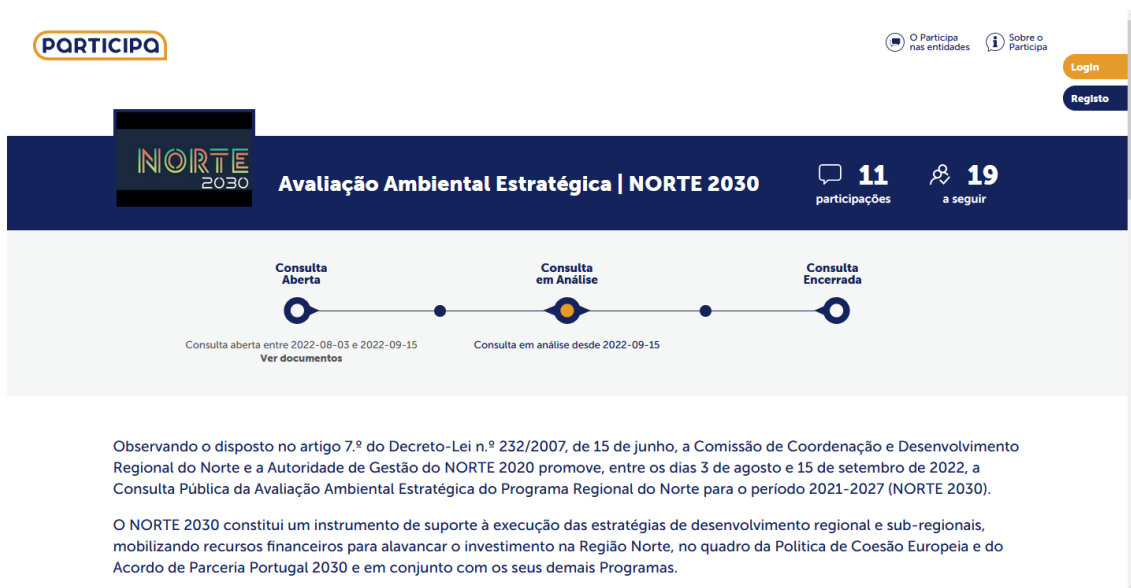 PARTICIPA
O Participa
nas entidades
Sobre o
Participa
Login
Registo
NORTE
2030
Avaliação Ambiental Estratégica | NORTE 2030
11
participações
19
a seguir
Consulta
Aberta
Consulta
em Análise
Consulta
Encerrada
Consulta aberta entre 2022-08-03 e 2022-09-15
Ver documentos
Consulta em análise desde 2022-09-15
Observando o disposto no artigo 7.º do Decreto-Lei n.º 232/2007, de 15 de junho, a Comissão de Coordenação e Desenvolvimento
Regional do Norte e a Autoridade de Gestão do NORTE 2020 promove, entre os dias 3 de agosto e 15 de setembro de 2022, a
Consulta Pública da Avaliação Ambiental Estratégica do Programa Regional do Norte para o período 2021-2027 (NORTE 2030).
O NORTE 2030 constitui um instrumento de suporte à execução das estratégias de desenvolvimento regional e sub-regionais,
mobilizando recursos financeiros para alavancar o investimento na Região Norte, no quadro da Politica de Coesão Europeia e do
Acordo de Parceria Portugal 2030 e em conjunto com os seus demais Programas.